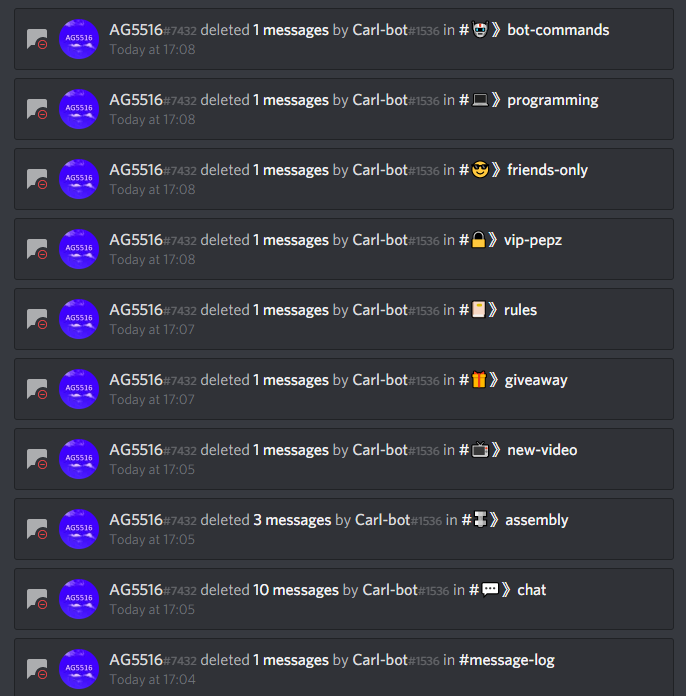 AG5516#7432 deleted 1 messages by Carl-bot#1536 in #🤖 》 bot-commands
AG5516
Today at 17:08
AG5516#7432 deleted 1 messages by Carl-bot#1536 in #💻 》 programming
AG5516
Today at 17:08
AG5516#7432 deleted 1 messages by Carl-bot#1536 in #😎 》 friends-only
AG5516
Today at 17:08
AG5516#7432 deleted 1 messages by Carl-bot#1536 in #🔒 》 vip-pepz
AG5516
Today at 17:08
AG5516#7432 deleted 1 messages by Carl-bot#1536 in #📋 》 rules
AG5516
Today at 17:07
AG5516#7432 deleted 1 messages by Carl-bot#1536 in #🎁 》 giveaway
AG5516
Today at 17:07
AG5516#7432 deleted 1 messages by Carl-bot#1536 in #📺 》 new-video
AG5516
Today at 17:05
AG5516#7432 deleted 3 messages by Carl-bot#1536 in # 》 assembly
AG5516
Today at 17:05
AG5516#7432 deleted 10 messages by Carl-bot#1536 in #💬 》 chat
AG5516
Today at 17:05
AG5516#7432 deleted 1 messages by Carl-bot#1536 in #message-log
AG5516
Today at 17:04